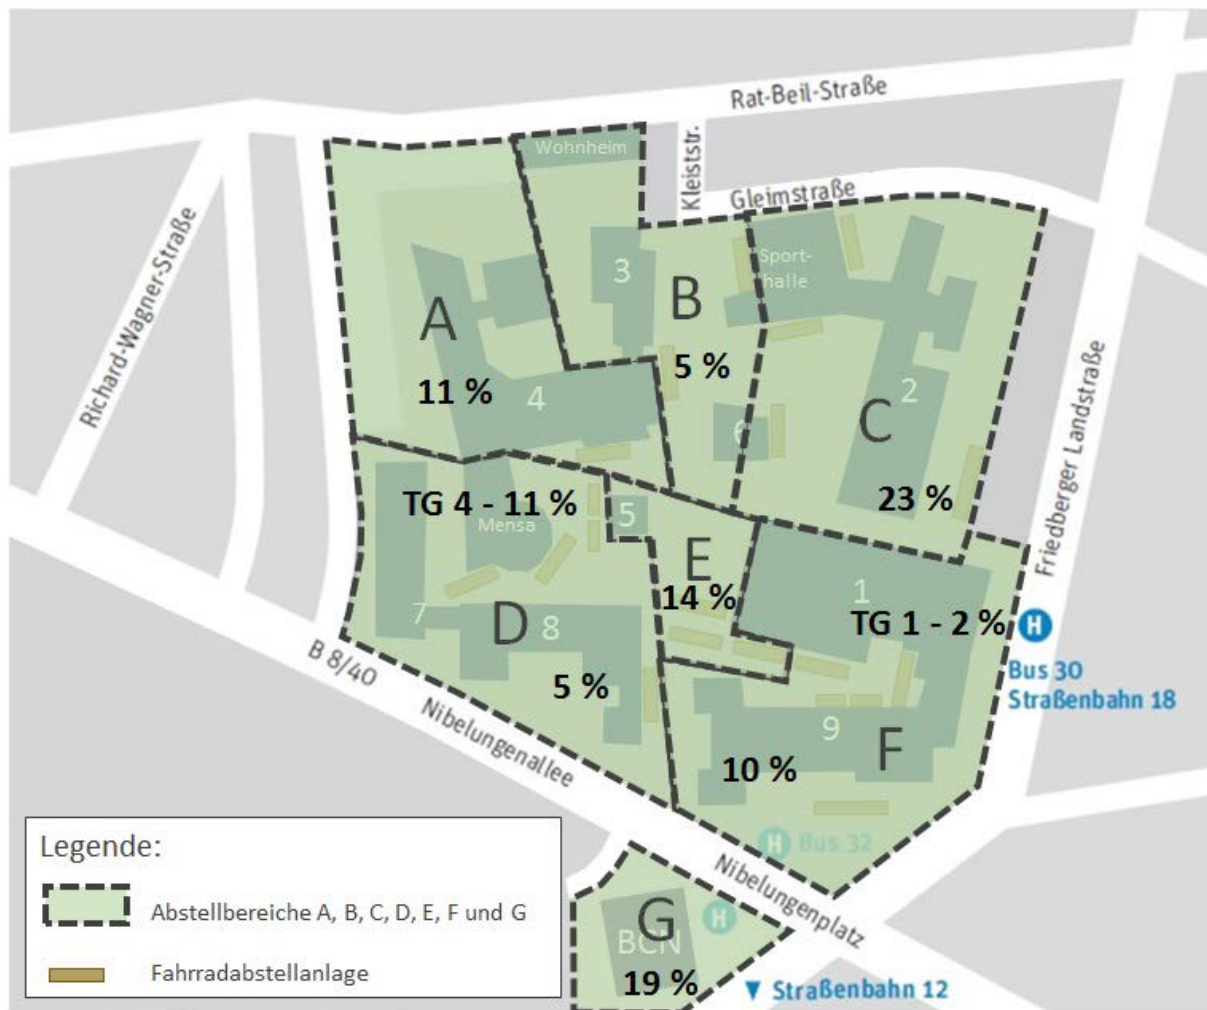 Rat-Beil-Straße
Wohnheim
Kleiststr.
Gleimstraße
Richard-Wagner-Straße
3
Sport-
halle
B
5 %
A
11 %
4
2
C
6
23 %
Friedberger Landstraße
TG 4 - 11 %
Mensa
5
E
14 %
1
TG 1 - 2 %
H
Bus 30
Straßenbahn 18
7
D
8
5 %
B 8/40
Nibelungenallee
9
F
10 %
H Bus 32
Nibelungenplatz
G
H
BCN
19 %
Straßenbahn 12
Legende:
Abstellbereiche A, B, C, D, E, F und G
Fahrradabstellanlage